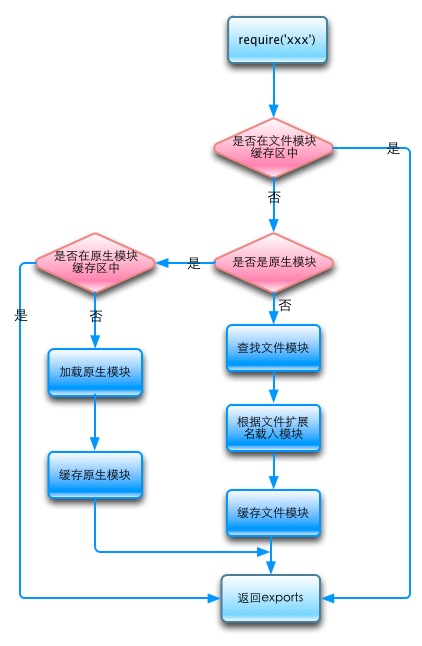 require('xxx')
是否在文件模块
缓存区中
是
否
是否在原生模块
缓存区中
是
是否是原生模块
是
否
否
查找文件模块
加载原生模块
根据文件扩展
名载入模块
缓存原生模块
缓存文件模块
返回exports